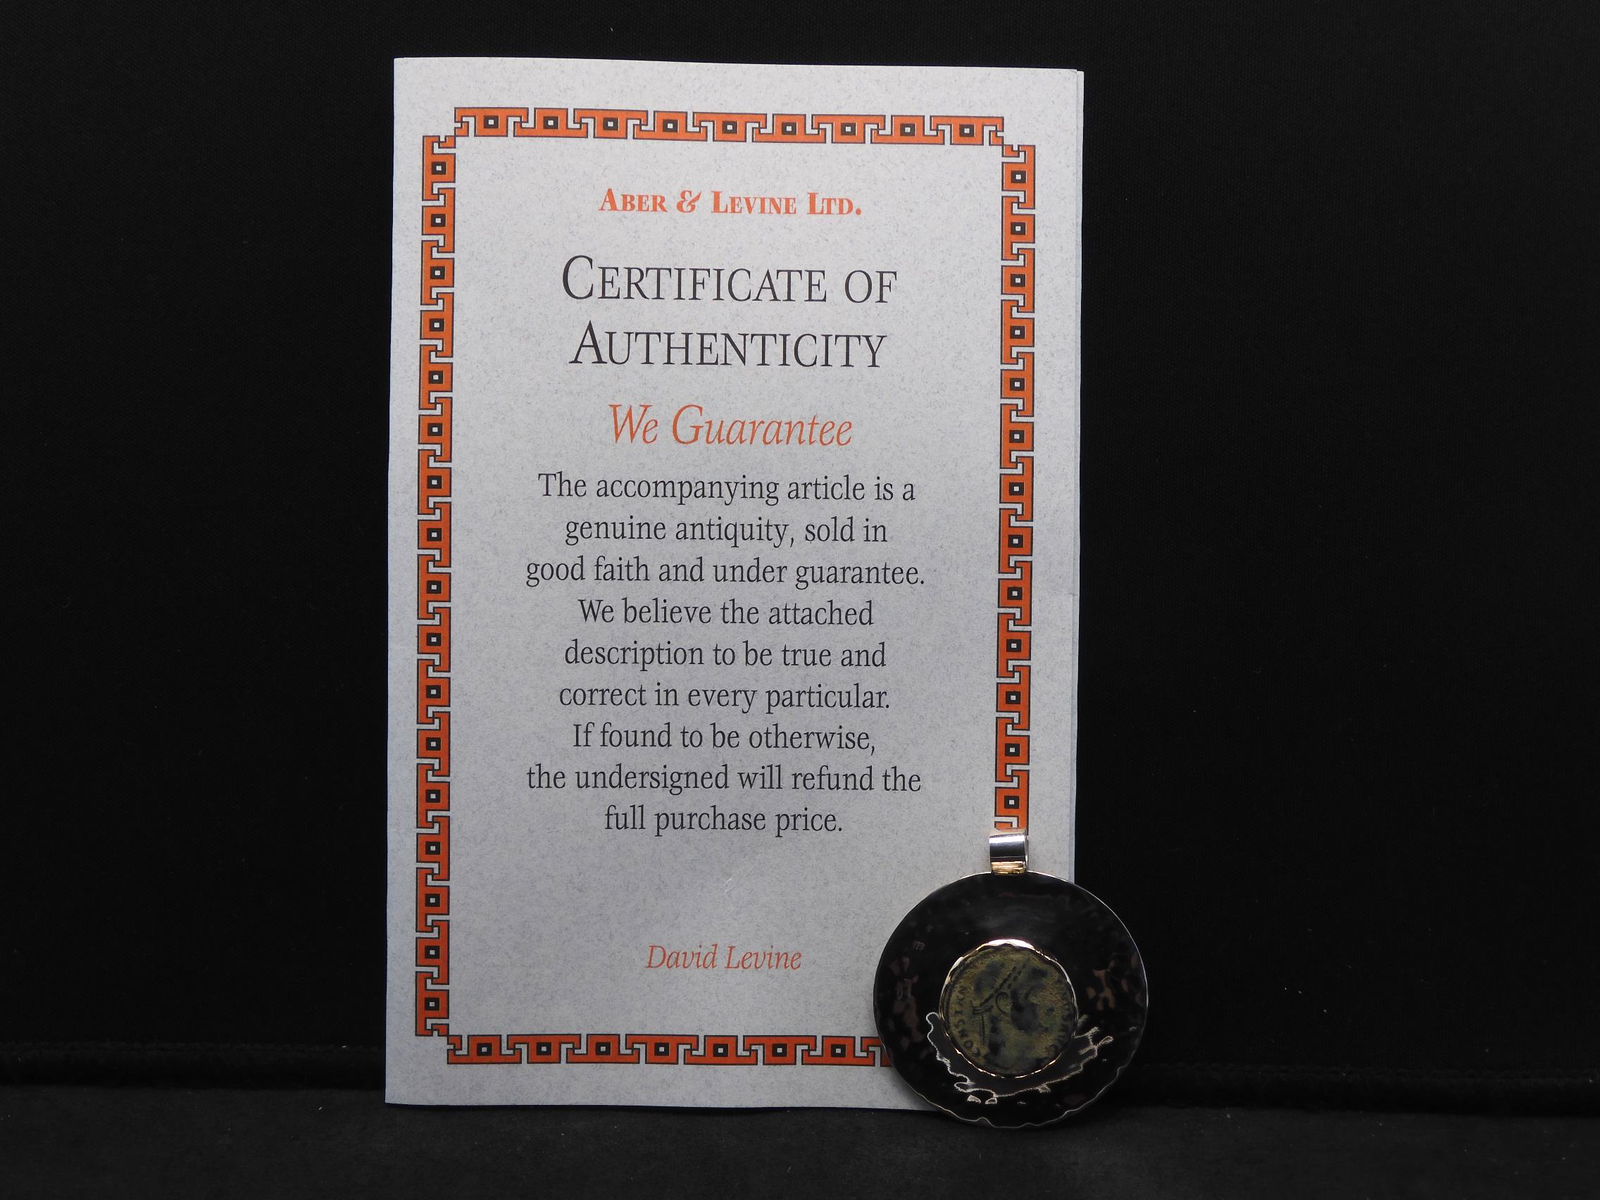 ABER & LEVINE LTD.
CERTIFICATE OF
AUTHENTICITY
We Guarantee
The accompanying article is a
genuine antiquity, sold in
good faith and under guarantee.
We believe the attached
description to be true and
correct in every particular.
If found to be otherwise,
the undersigned will refund the
full purchase price.
David Levine